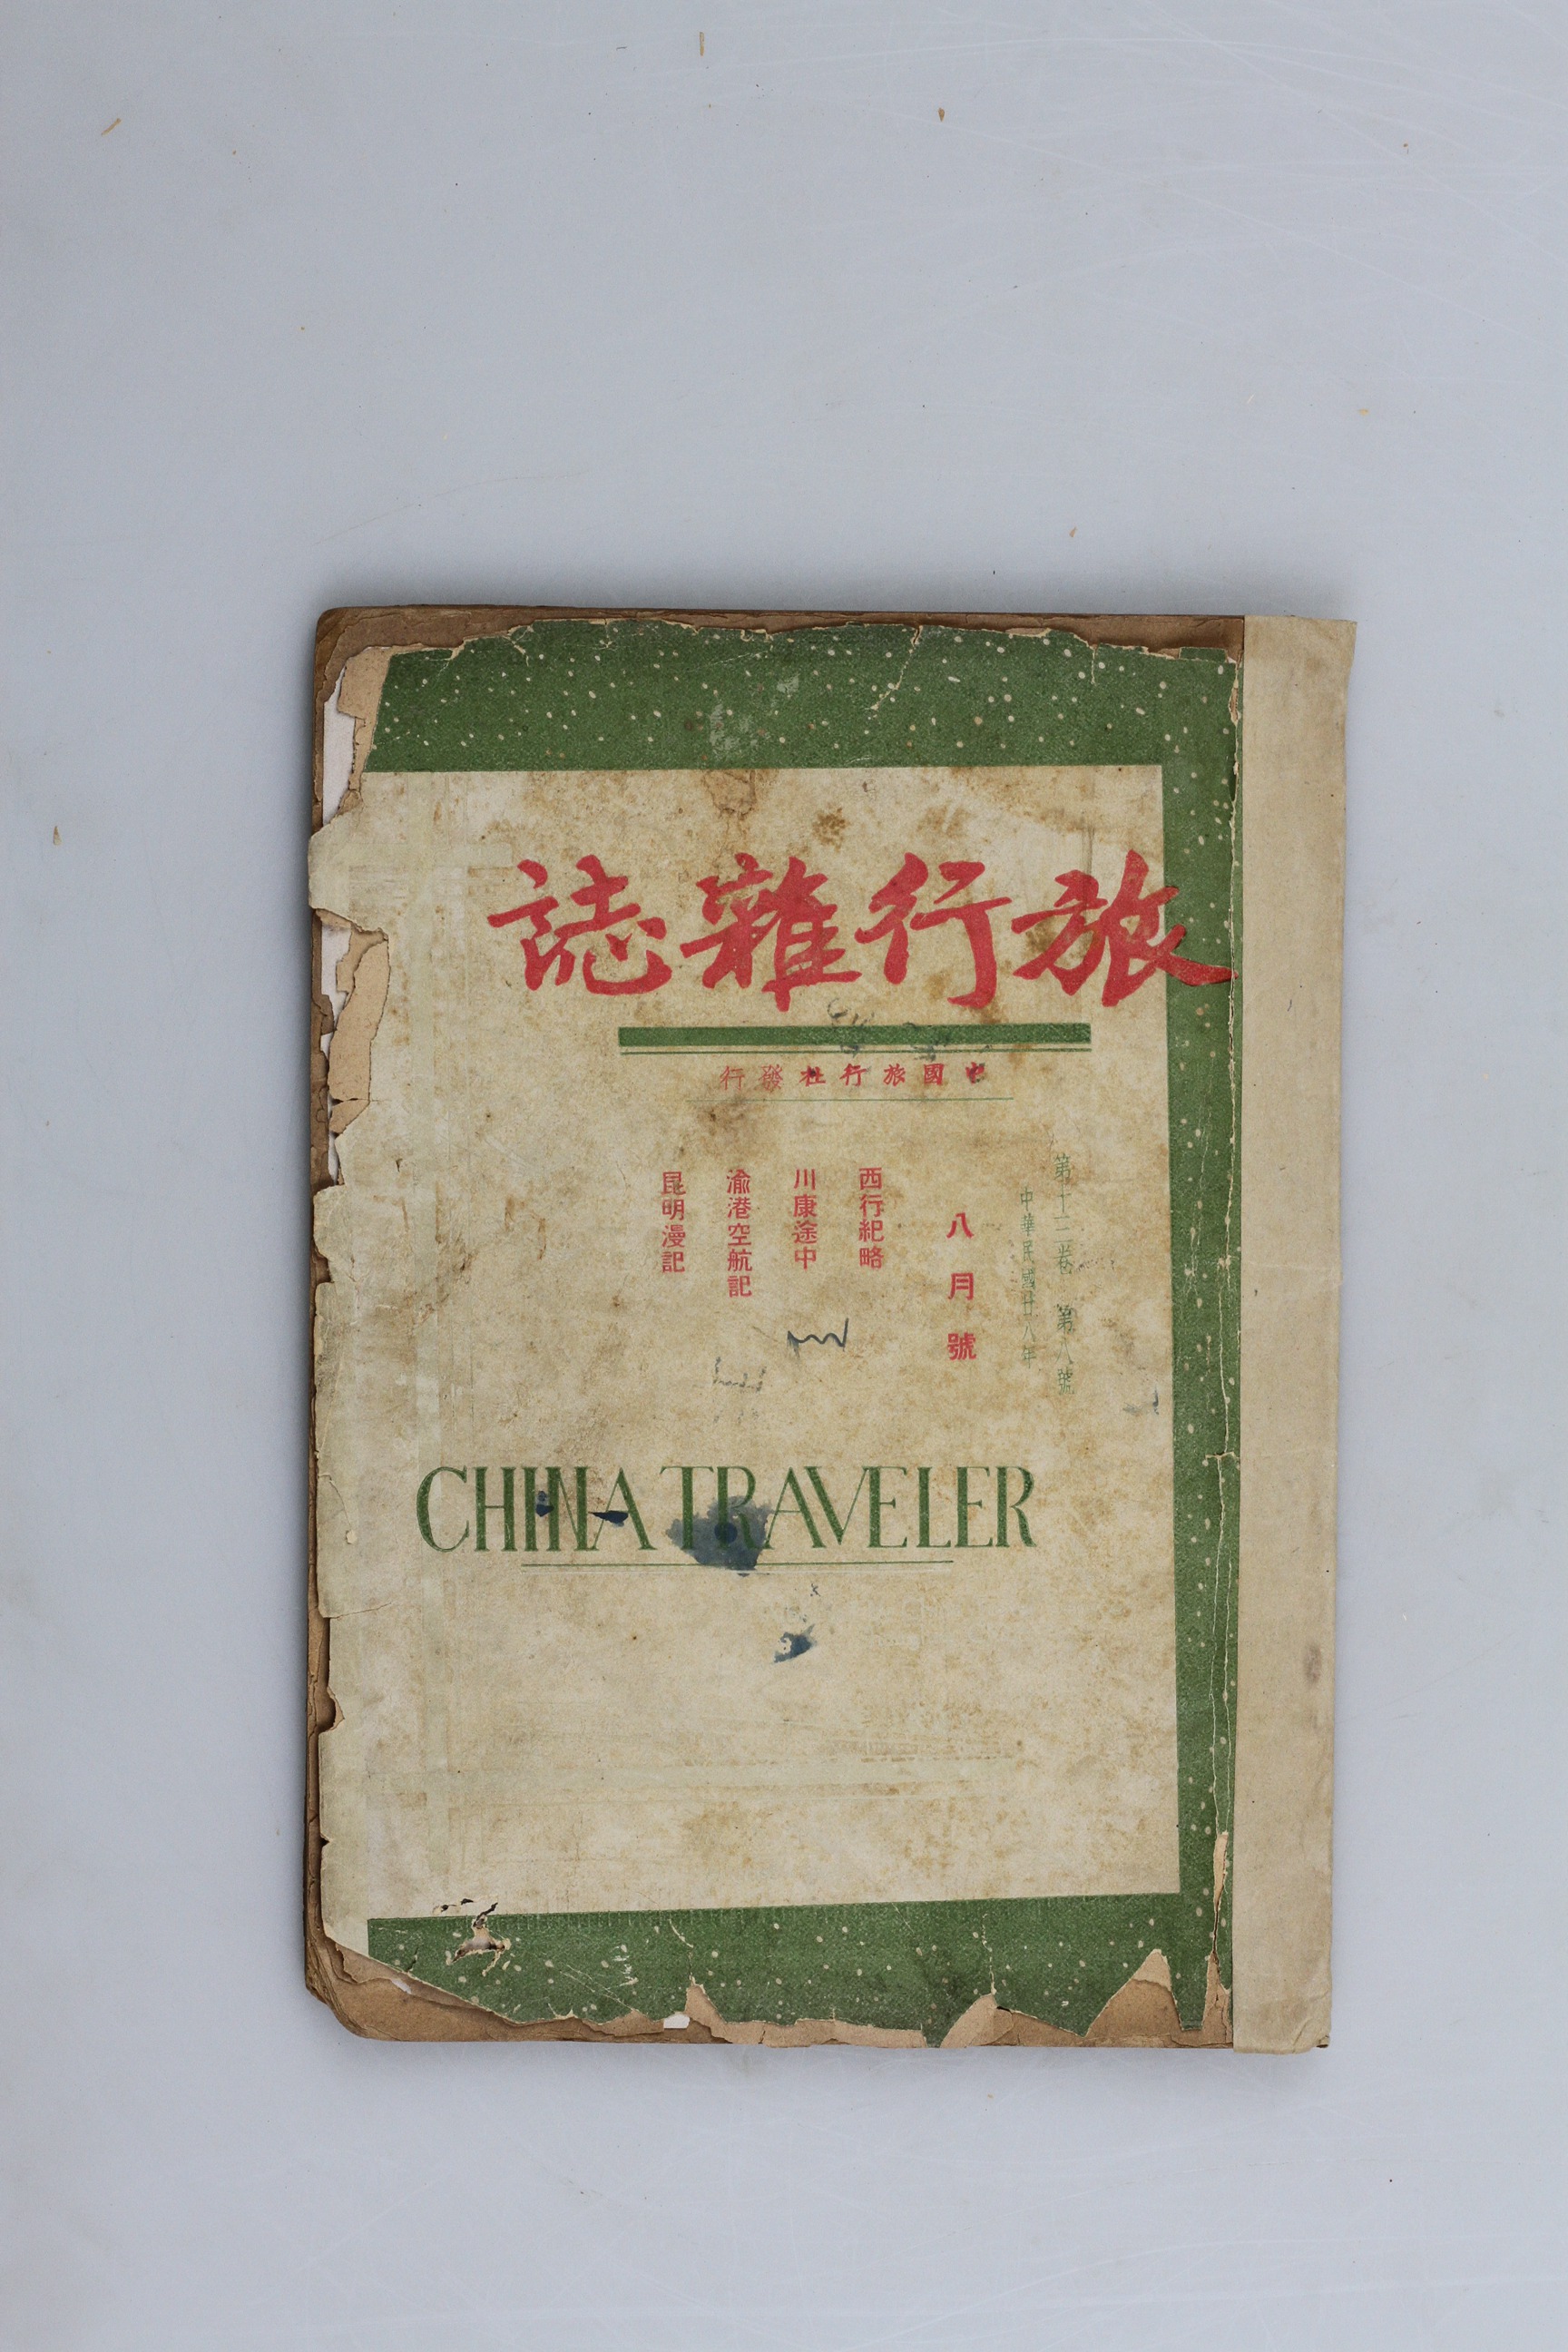 旅行雜誌
中國旅行社發行
第十三卷 第八號
中華民國廿八年
八月號
西行紀略
川康途中
渝港空航記
昆明漫記
CHINA TRAVELER